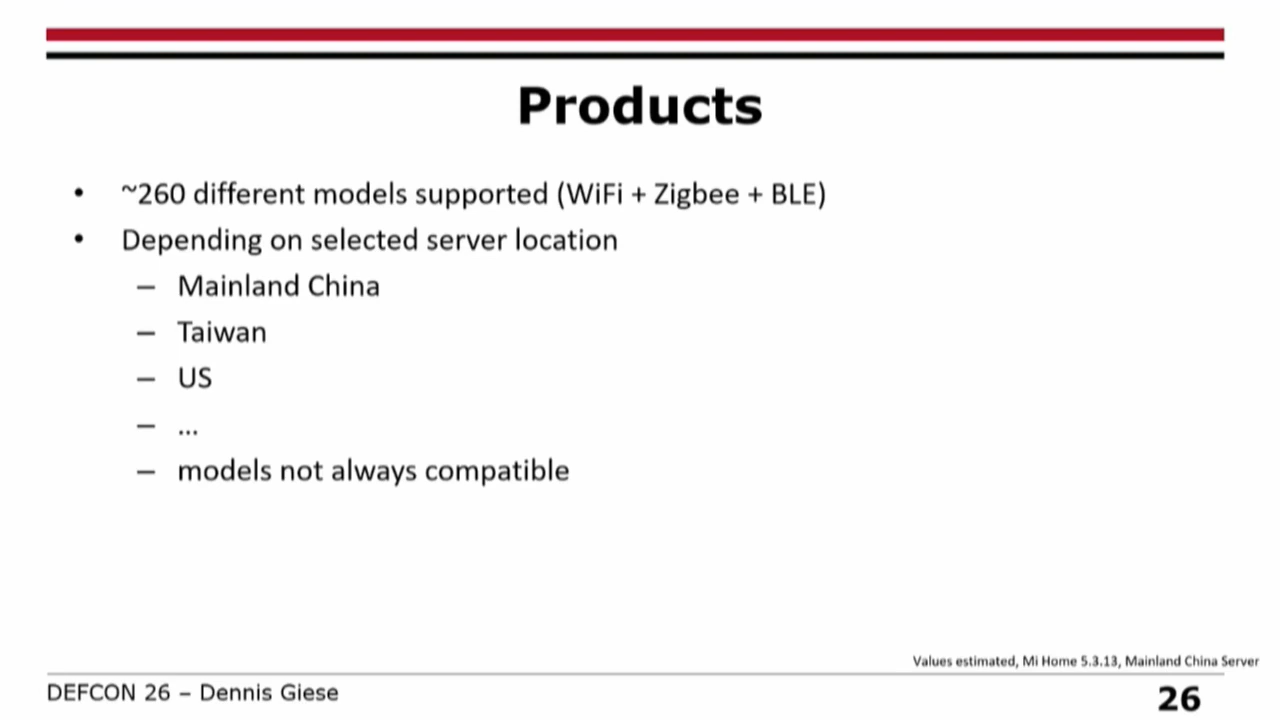 Products
• ~260 different models supported (WiFi + Zigbee + BLE)
• Depending on selected server location
– Mainland China
– Taiwan
– US
– ...
– models not always compatible
Values estimated, Mi Home 5.3.13, Mainland China Server
DEFCON 26 – Dennis Giese
26